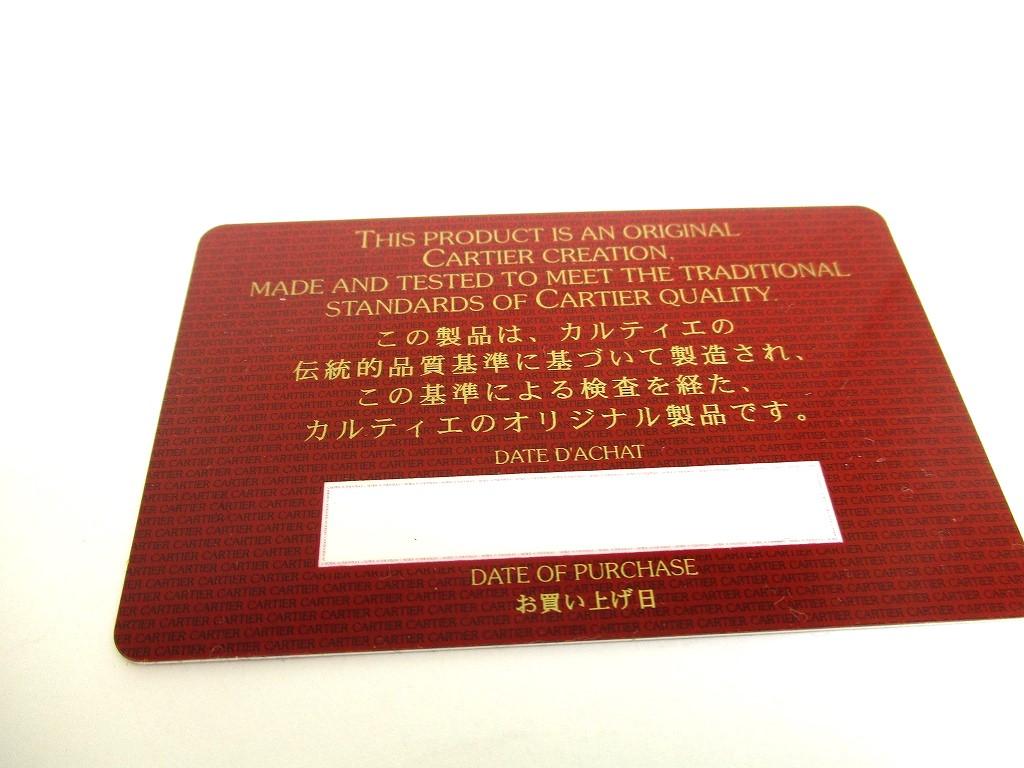 THIS PRODUCT IS AN ORIGINAL
CARTIER CREATION,
MADE AND TESTED TO MEET THE TRADITIONAL
STANDARDS OF CARTIER QUALITY.
この製品は、カルティエの
伝統的品質基準に基づいて製造され、
この基準による検査を経た、
カルティエのオリジナル製品です。
DATE D'ACHAT
DATE OF PURCHASE
お買い上げ日